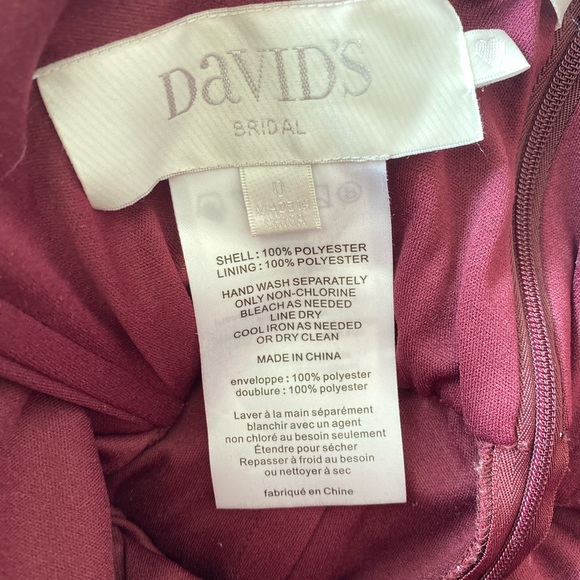 DaVID'S
BRIDAL
0
MADE IN
SHELL : 100% POLYESTER
LINING : 100% POLYESTER
HAND WASH SEPARATELY
ONLY NON-CHLORINE
BLEACH AS NEEDED
LINE DRY
COOL IRON AS NEEDED
OR DRY CLEAN
MADE IN CHINA
enveloppe : 100% polyester
doublure : 100% polyester
Laver à la main séparément
blanchir avec un agent
non chloré au besoin seulement
Étendre pour sécher
Repasser à froid au besoin
ou nettoyer à sec
fabriqué en Chine